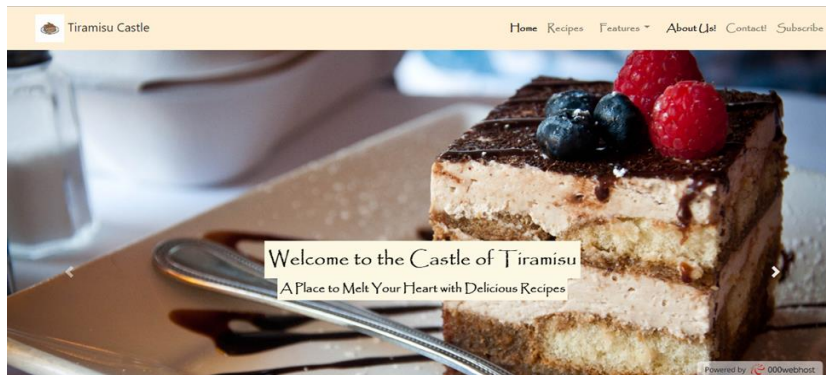 Tiramisu Castle
Home Recipes Features About Us! Contact! Subscribe
Welcome to the Castle of Tiramisu
A Place to Melt Your Heart with Delicious Recipes
Powered by 000webhost